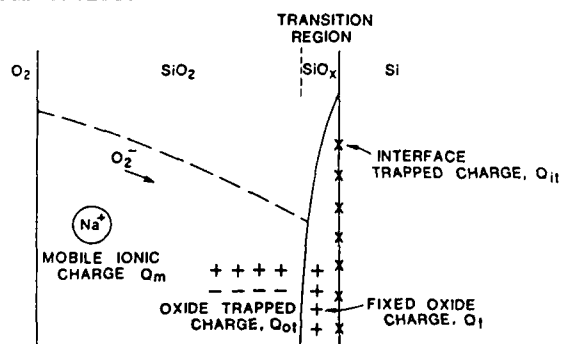 TRANSITION
REGION
O₂ SiO₂ SiOₓ Si
O₂⁻
INTERFACE
TRAPPED CHARGE, Qit
Na⁺
MOBILE IONIC
CHARGE Qm
+ + + + +
− − − − +
OXIDE TRAPPED
CHARGE, Qot
+ FIXED OXIDE
+ CHARGE, Qf